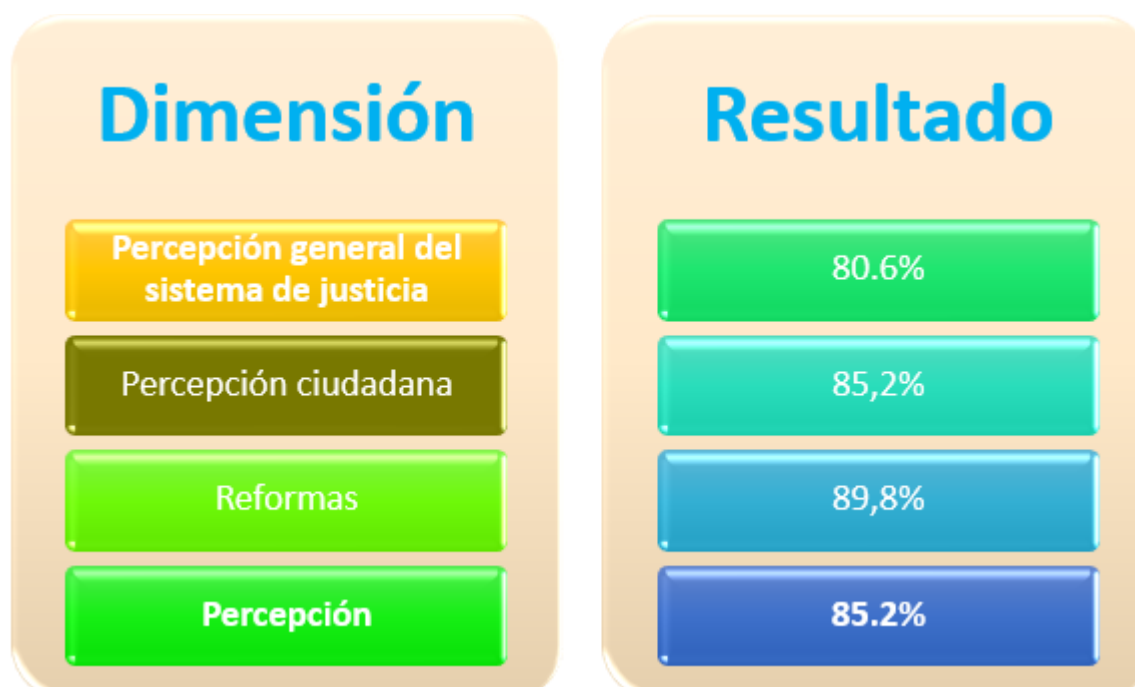 Dimensión
Resultado
Percepción general del
sistema de justicia
80.6%
Percepción ciudadana
85,2%
Reformas
89,8%
Percepción
85.2%